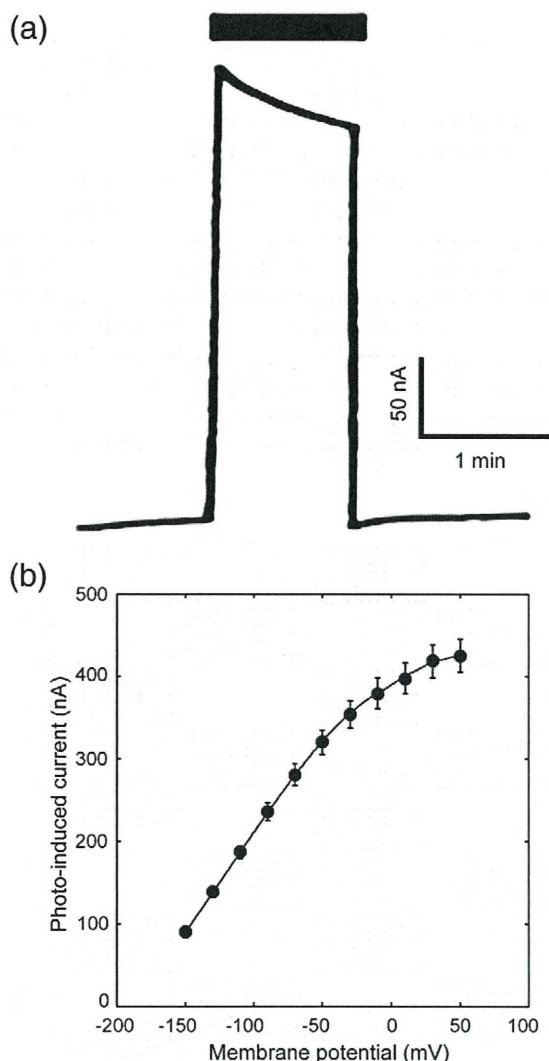 (a)
50 nA
1 min
(b)
500
400
300
200
100
0
Photo-induced current (nA)
-200 -150 -100 -50 0 50 100
Membrane potential (mV)